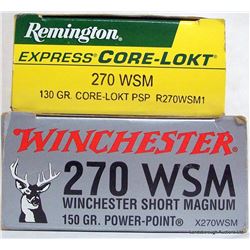 Remington
EXPRESS CORE-LOKT
270 WSM
130 GR. CORE-LOKT PSP R270WSM1
WINCHESTER
270 WSM
WINCHESTER SHORT MAGNUM
150 GR. POWER-POINT® X270WSM